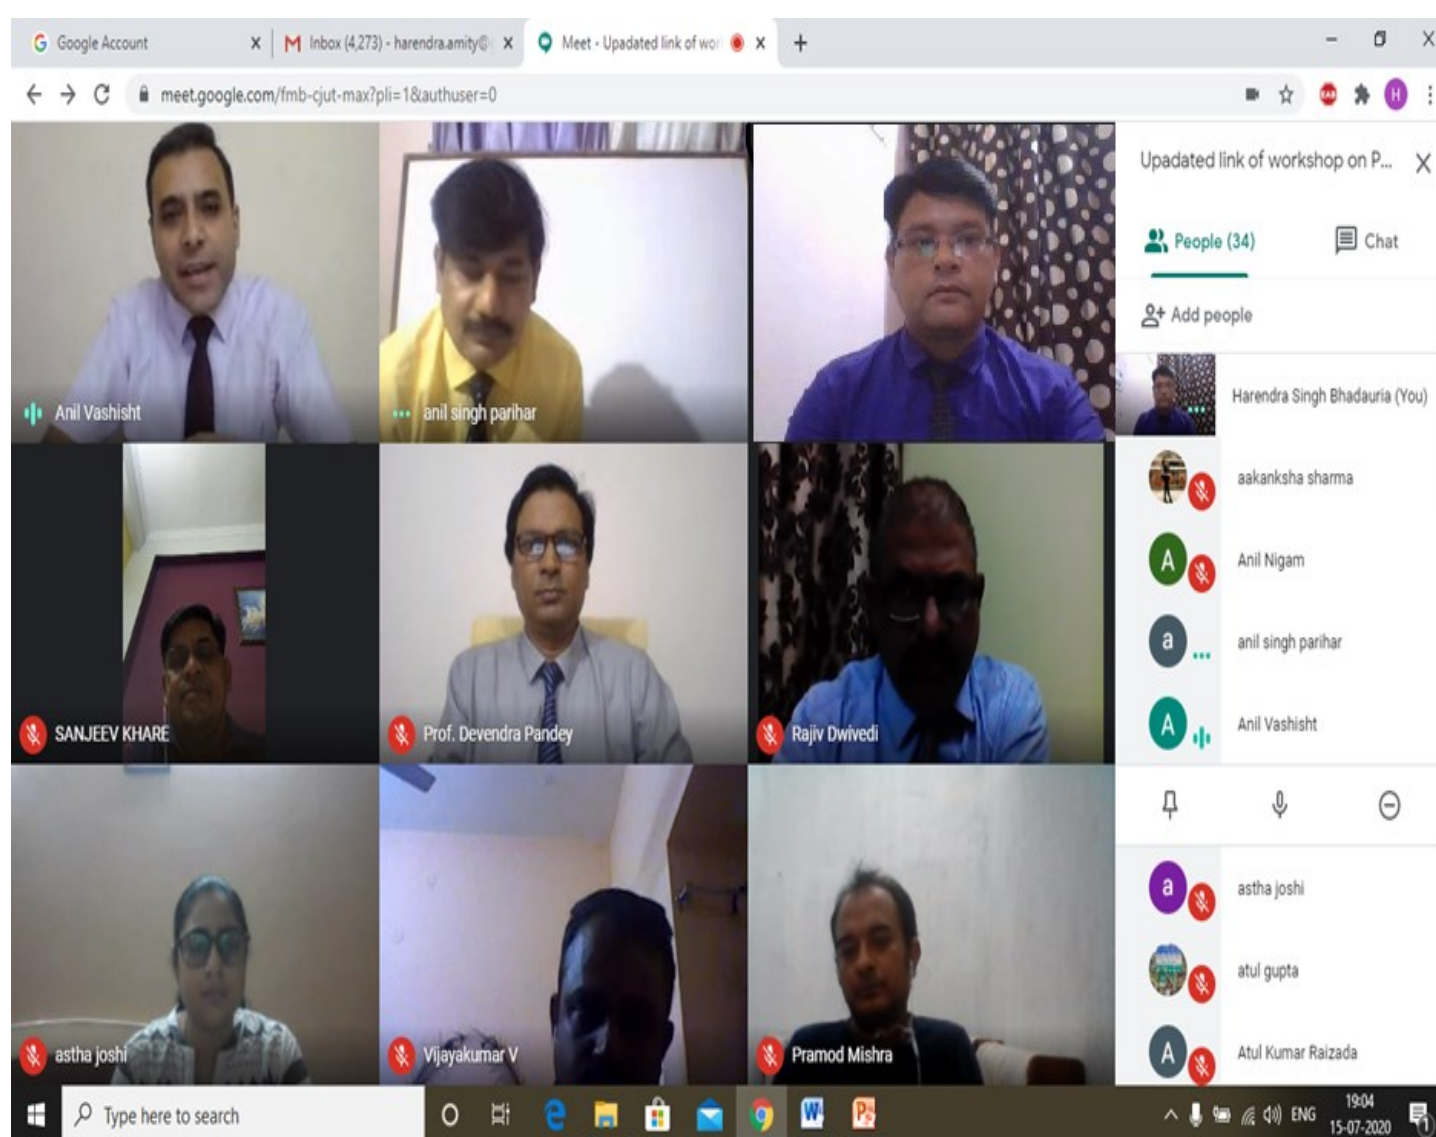 Google Account
Inbox (4,273) - harendra.amity@
Meet - Upadated link of wor
meet.google.com/fmb-cjut-max?pli=1&authuser=0
EAB
H
Upadated link of workshop on P...
People (34)
Chat
Add people
Harendra Singh Bhadauria (You)
aakanksha sharma
A
Anil Nigam
a
anil singh parihar
A
Anil Vashisht
a
astha joshi
atul gupta
A
Atul Kumar Raizada
Anil Vashisht
anil singh parihar
SANJEEV KHARE
Prof. Devendra Pandey
Rajiv Dwivedi
astha joshi
Vijayakumar V
Pramod Mishra
Type here to search
ENG
19:04
15-07-2020
1